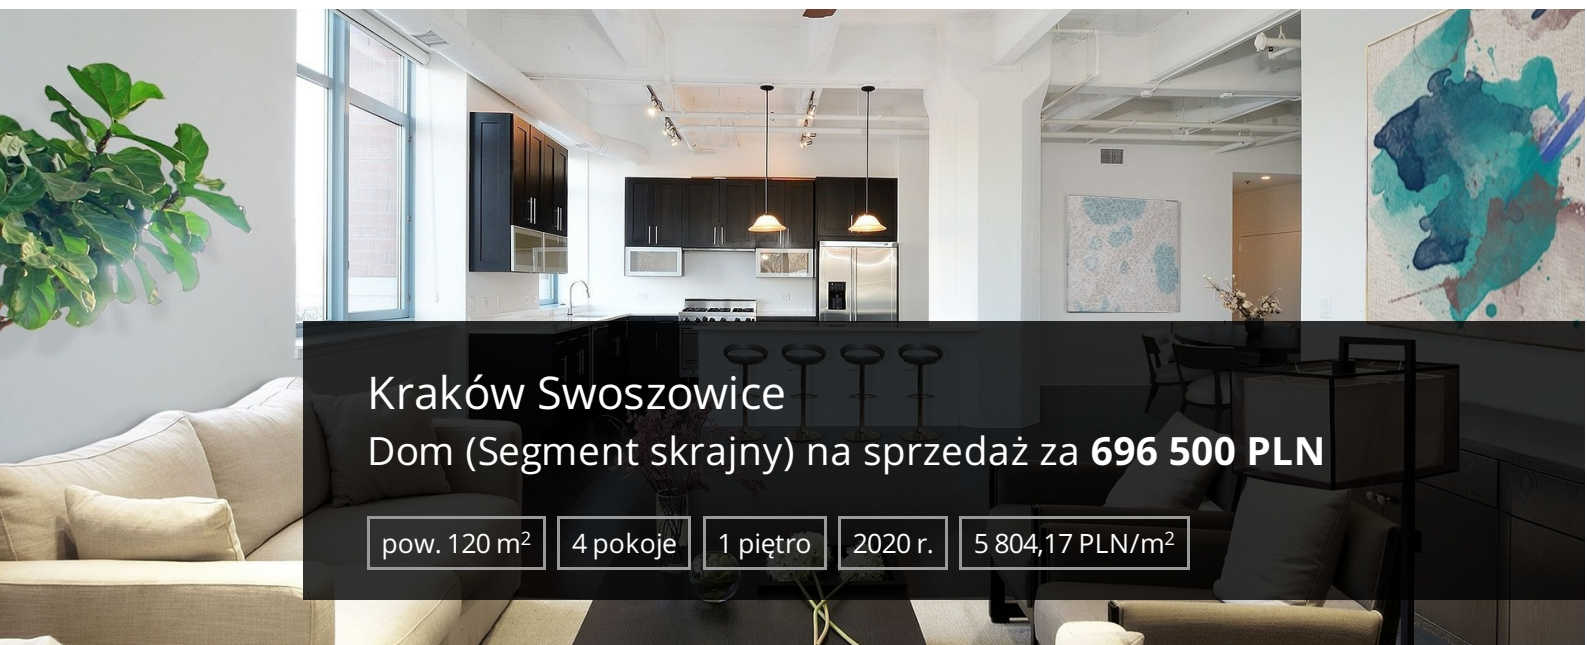 Kraków Swoszowice
Dom (Segment skrajny) na sprzedaż za 696 500 PLN
pow. 120 m² 4 pokoje 1 piętro 2020 r. 5 804,17 PLN/m²